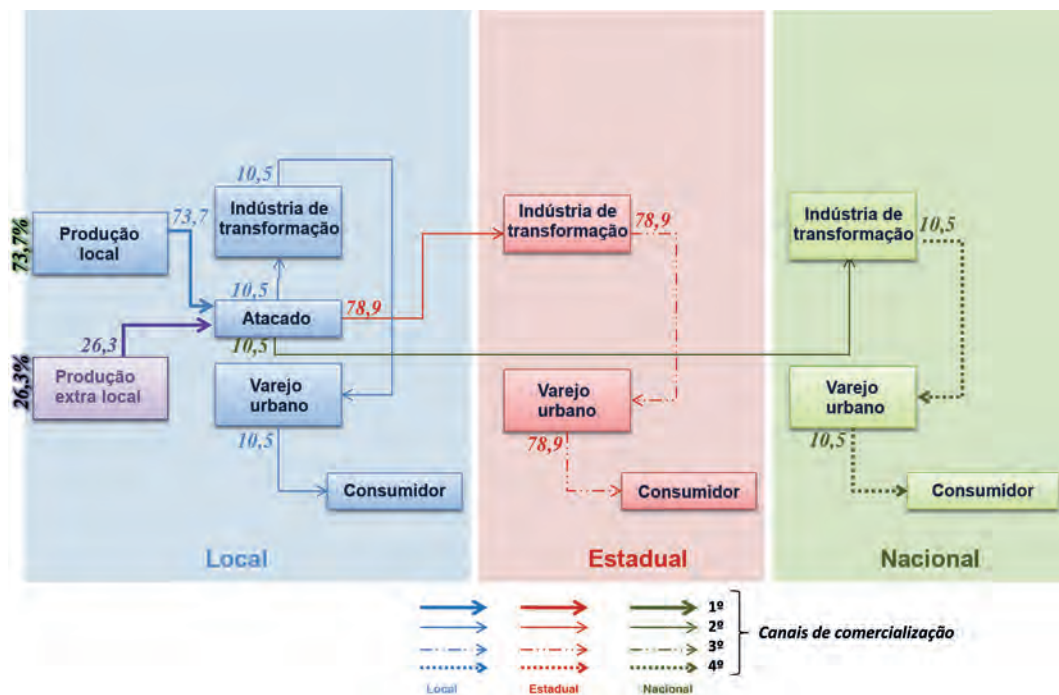 10,5
Indústria de
transformação
73,7%
Produção
local
73,7
10,5
Atacado
78,9
10,5
26,3%
26,3
Produção
extra local
Varejo
urbano
10,5
Consumidor
Local
Indústria de
transformação
78,9
Varejo
urbano
78,9
Consumidor
Estadual
Indústria de
transformação
10,5
Varejo
urbano
10,5
Consumidor
Nacional
1º
2º
3º
4º
Canais de comercialização
Local
Estadual
Nacional